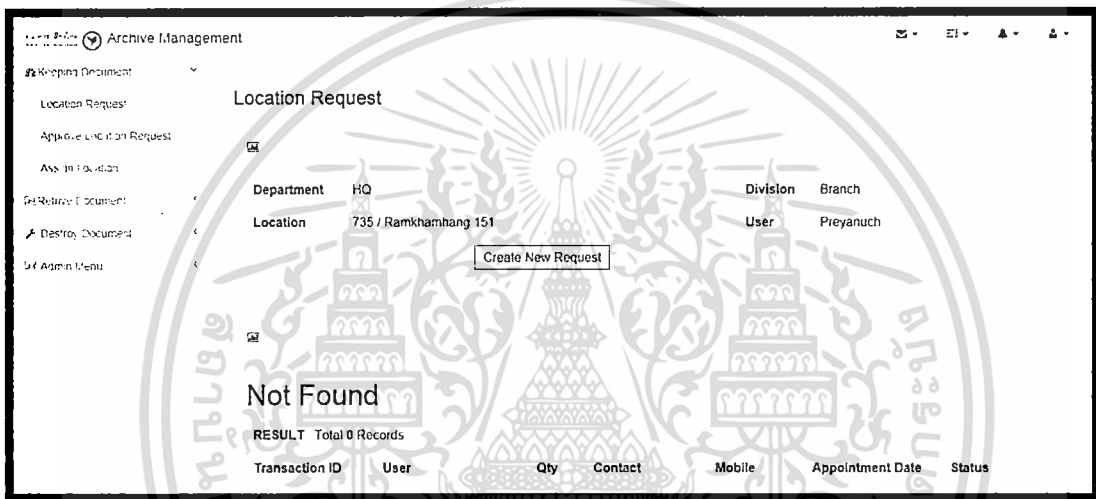 Archive Management
Keeping Document
Location Request
Approve Location Request
Assign Location
Retrive Document
Destroy Document
Admin Menu
Location Request
Department HQ Division Branch
Location 735 / Ramkhamhang 151 User Preyanuch
Create New Request
Not Found
RESULT Total 0 Records
Transaction ID User Qty Contact Mobile Appointment Date Status